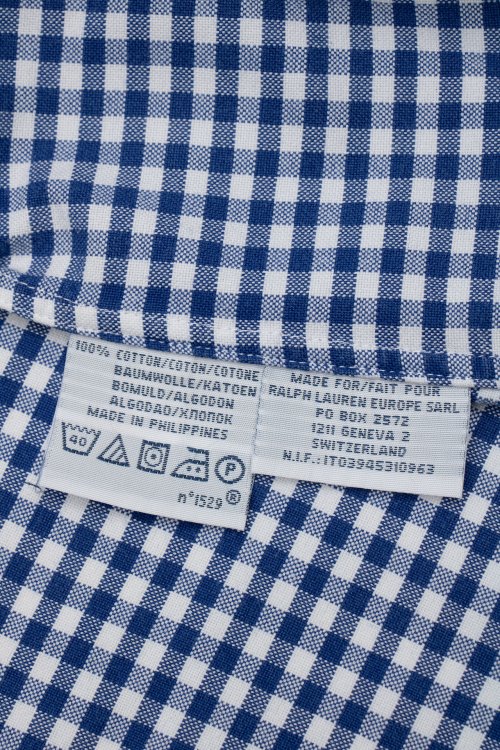 100% COTTON/COTON/COTONE
BAUMWOLLE/KATOEN
BOMULD/ALGODON
ALGODAO/ХЛОПОК
MADE IN PHILIPPINES
40 P
n°1529 ®
MADE FOR/FAIT POUR
RALPH LAUREN EUROPE SARL
PO BOX 2572
1211 GENEVA 2
SWITZERLAND
N.I.F.:IT03945310963